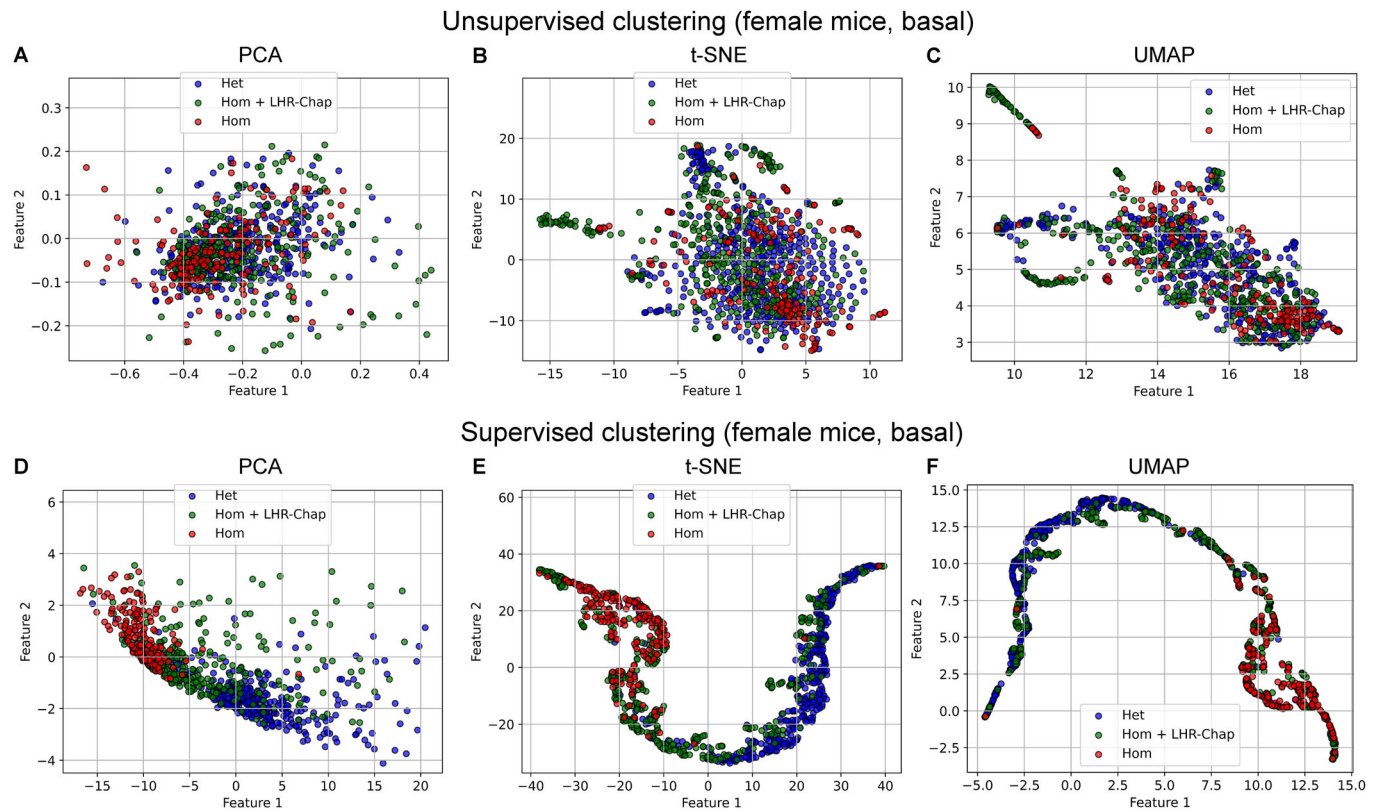 Unsupervised clustering (female mice, basal)
A
PCA
Het
Hom + LHR-Chap
Hom
0.3
0.2
0.1
0.0
−0.1
−0.2
Feature 2
−0.6
−0.4
−0.2
0.0
0.2
0.4
Feature 1
B
t-SNE
Het
Hom + LHR-Chap
Hom
20
10
0
−10
Feature 2
−15
−10
−5
0
5
10
Feature 1
C
UMAP
Het
Hom + LHR-Chap
Hom
10
9
8
7
6
5
4
3
Feature 2
10
12
14
16
18
Feature 1
Supervised clustering (female mice, basal)
D
PCA
Het
Hom + LHR-Chap
Hom
6
4
2
0
−2
−4
Feature 2
−15
−10
−5
0
5
10
15
20
Feature 1
E
t-SNE
Het
Hom + LHR-Chap
Hom
60
40
20
0
−20
Feature 2
−40
−30
−20
−10
0
10
20
30
40
Feature 1
F
UMAP
Het
Hom + LHR-Chap
Hom
15.0
12.5
10.0
7.5
5.0
2.5
0.0
−2.5
Feature 2
−5.0
−2.5
0.0
2.5
5.0
7.5
10.0
12.5
15.0
Feature 1